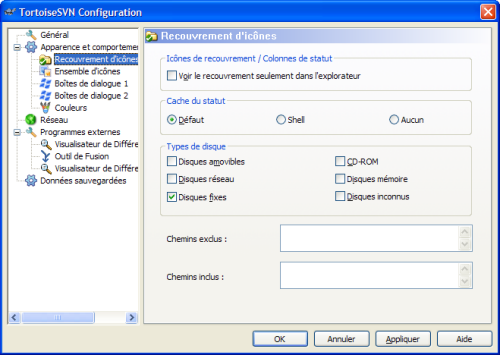 TortoiseSVN Configuration
Général
Apparence et comporteme
Recouvrement d'icônes
Ensemble d'icônes
Boîtes de dialogue 1
Boîtes de dialogue 2
Couleurs
Réseau
Programmes externes
Visualisateur de Différe
Outil de Fusion
Visualisateur de Différe
Données sauvegardées
Recouvrement d'icônes
Icônes de recouvrement / Colonnes de statut
Voir le recouvrement seulement dans l'explorateur
Cache du statut
Défaut Shell Aucun
Types de disque
Disques amovibles CD-ROM
Disques réseau Disques mémoire
Disques fixes Disques inconnus
Chemins exclus :
Chemins inclus :
OK Annuler Appliquer Aide